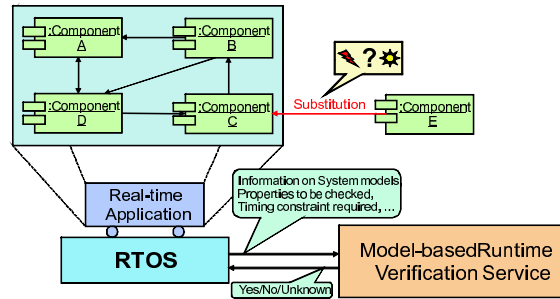 :Component
A
:Component
B
:Component
D
:Component
C
?
Substitution
:Component
E
Real-time
Application
Information on System models
Properties to be checked,
Timing constraint required, ...
RTOS
Model-basedRuntime
Verification Service
Yes/No/Unknown